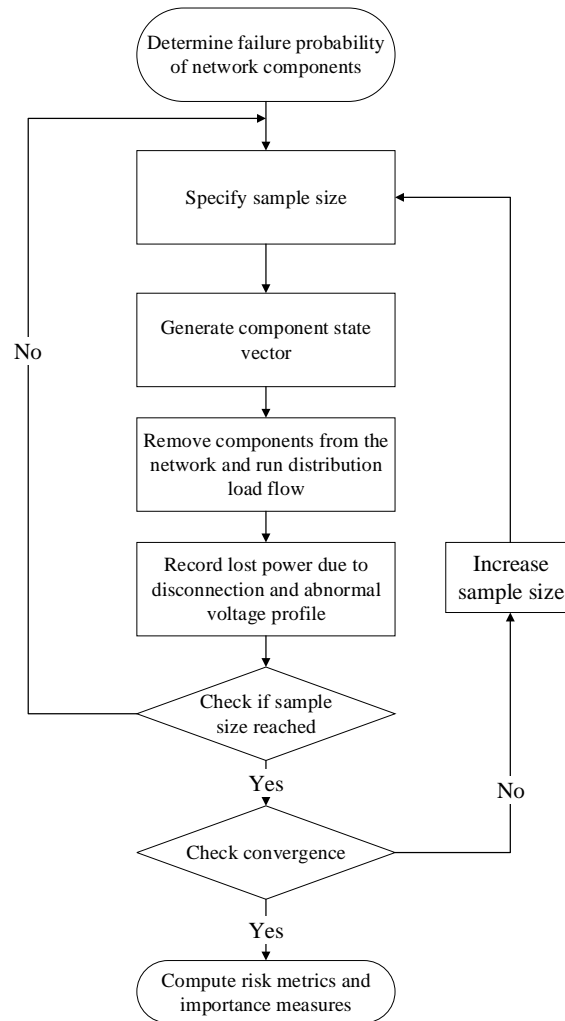 Determine failure probability
of network components
Specify sample size
Generate component state
vector
No
Remove components from the
network and run distribution
load flow
Record lost power due to
disconnection and abnormal
voltage profile
Increase
sample size
Check if sample
size reached
Yes
No
Check convergence
Yes
Compute risk metrics and
importance measures